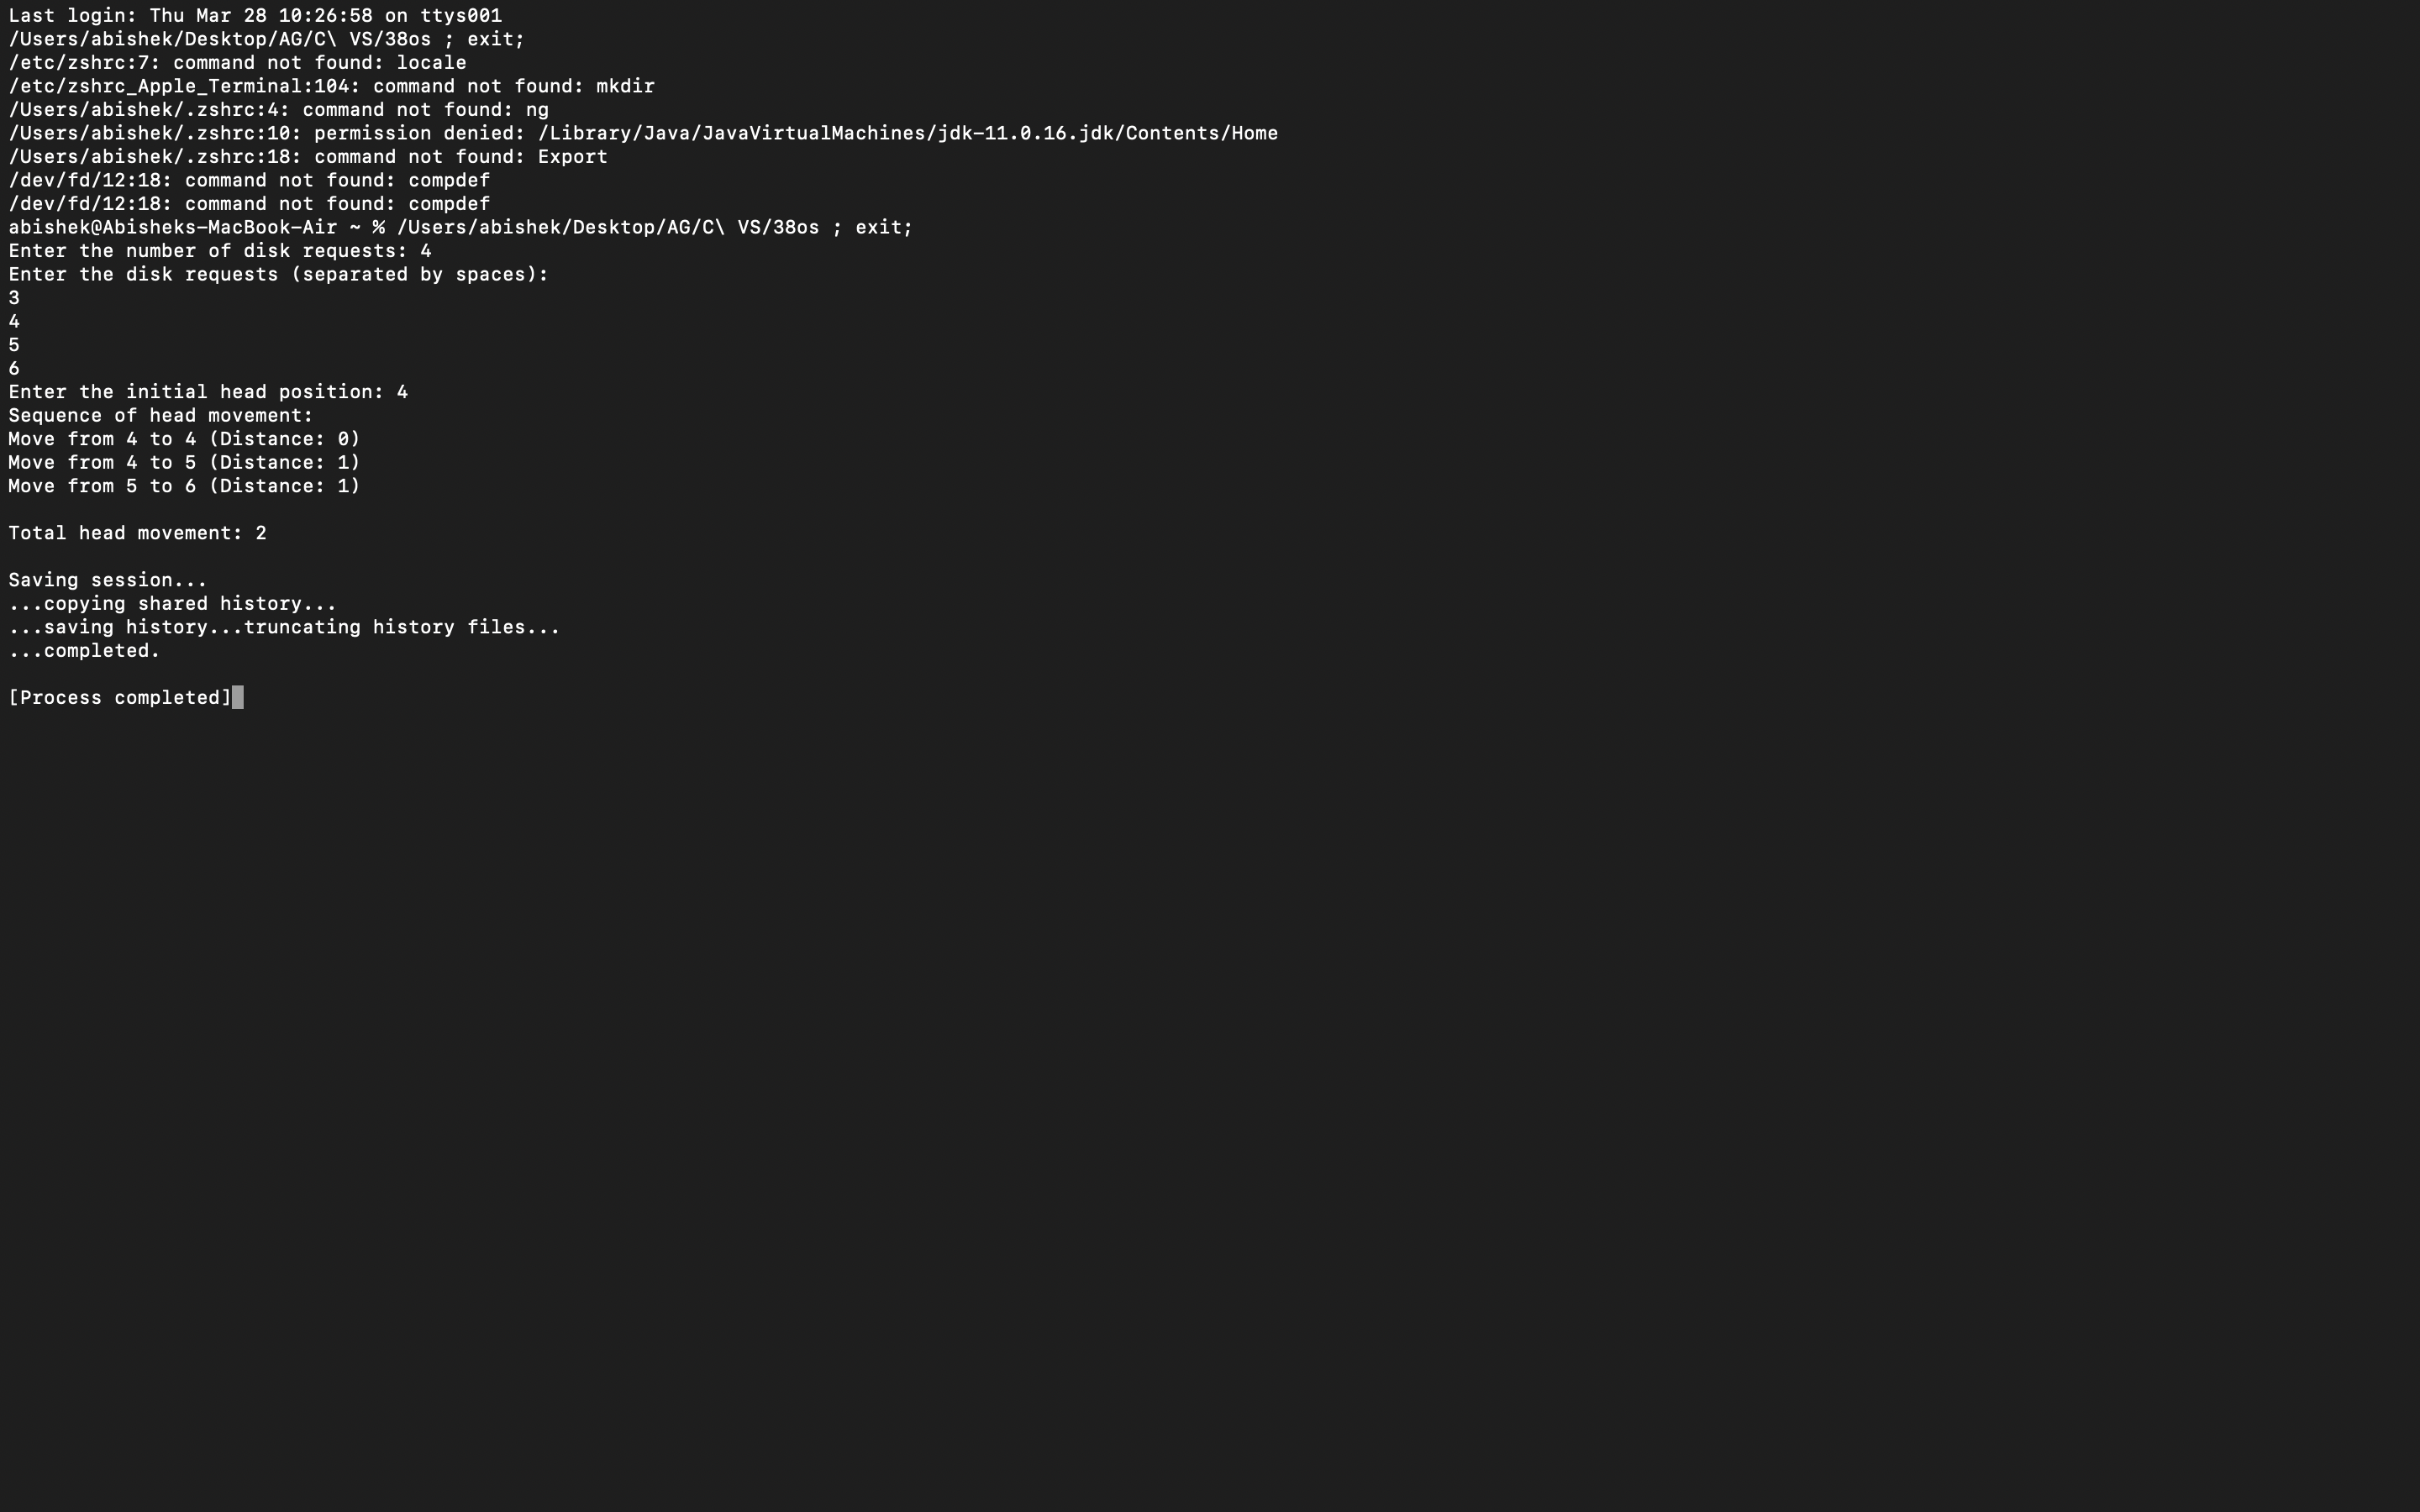 Last login: Thu Mar 28 10:26:58 on ttys001
/Users/abishek/Desktop/AG/C\ VS/38os ; exit;
/etc/zshrc:7: command not found: locale
/etc/zshrc_Apple_Terminal:104: command not found: mkdir
/Users/abishek/.zshrc:4: command not found: ng
/Users/abishek/.zshrc:10: permission denied: /Library/Java/JavaVirtualMachines/jdk-11.0.16.jdk/Contents/Home
/Users/abishek/.zshrc:18: command not found: Export
/dev/fd/12:18: command not found: compdef
/dev/fd/12:18: command not found: compdef
abishek@Abisheks-MacBook-Air ~ % /Users/abishek/Desktop/AG/C\ VS/38os ; exit;
Enter the number of disk requests: 4
Enter the disk requests (separated by spaces):
3
4
5
6
Enter the initial head position: 4
Sequence of head movement:
Move from 4 to 4 (Distance: 0)
Move from 4 to 5 (Distance: 1)
Move from 5 to 6 (Distance: 1)
Total head movement: 2
Saving session...
...copying shared history...
...saving history...truncating history files...
...completed.
[Process completed]